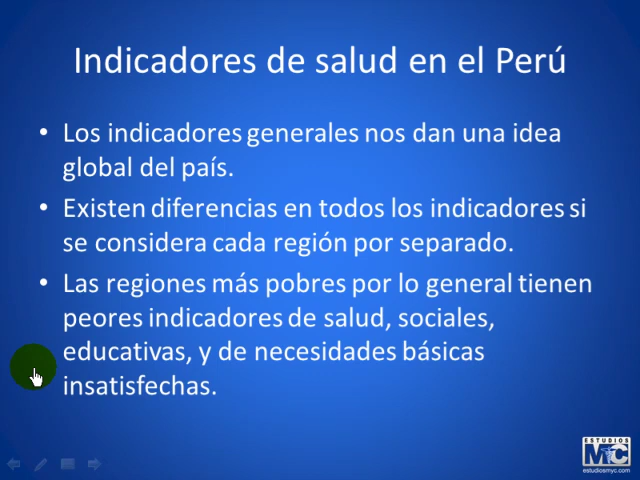 Indicadores de salud en el Perú
• Los indicadores generales nos dan una idea
global del país.
• Existen diferencias en todos los indicadores si
se considera cada región por separado.
• Las regiones más pobres por lo general tienen
peores indicadores de salud, sociales,
educativas, y de necesidades básicas
insatisfechas.
ESTUDIOS
MyC
estudiosmyc.com